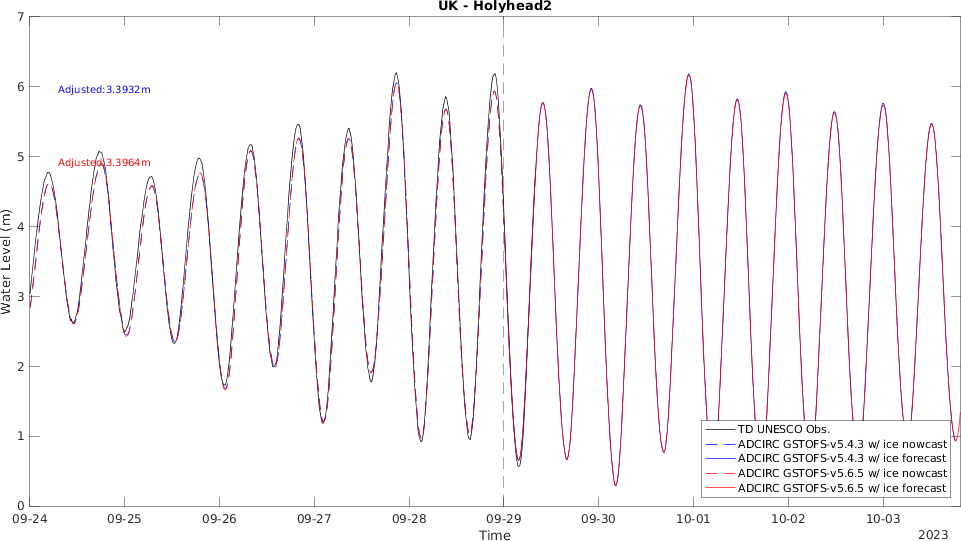 UK - Holyhead2
7
6
5
4
3
2
1
0
Water Level (m)
Adjusted:3.3932m
Adjusted:3.3964m
TD UNESCO Obs.
ADCIRC GSTOFS-v5.4.3 w/ ice nowcast
ADCIRC GSTOFS-v5.4.3 w/ ice forecast
ADCIRC GSTOFS-v5.6.5 w/ ice nowcast
ADCIRC GSTOFS-v5.6.5 w/ ice forecast
09-24 09-25 09-26 09-27 09-28 09-29 09-30 10-01 10-02 10-03
Time
2023